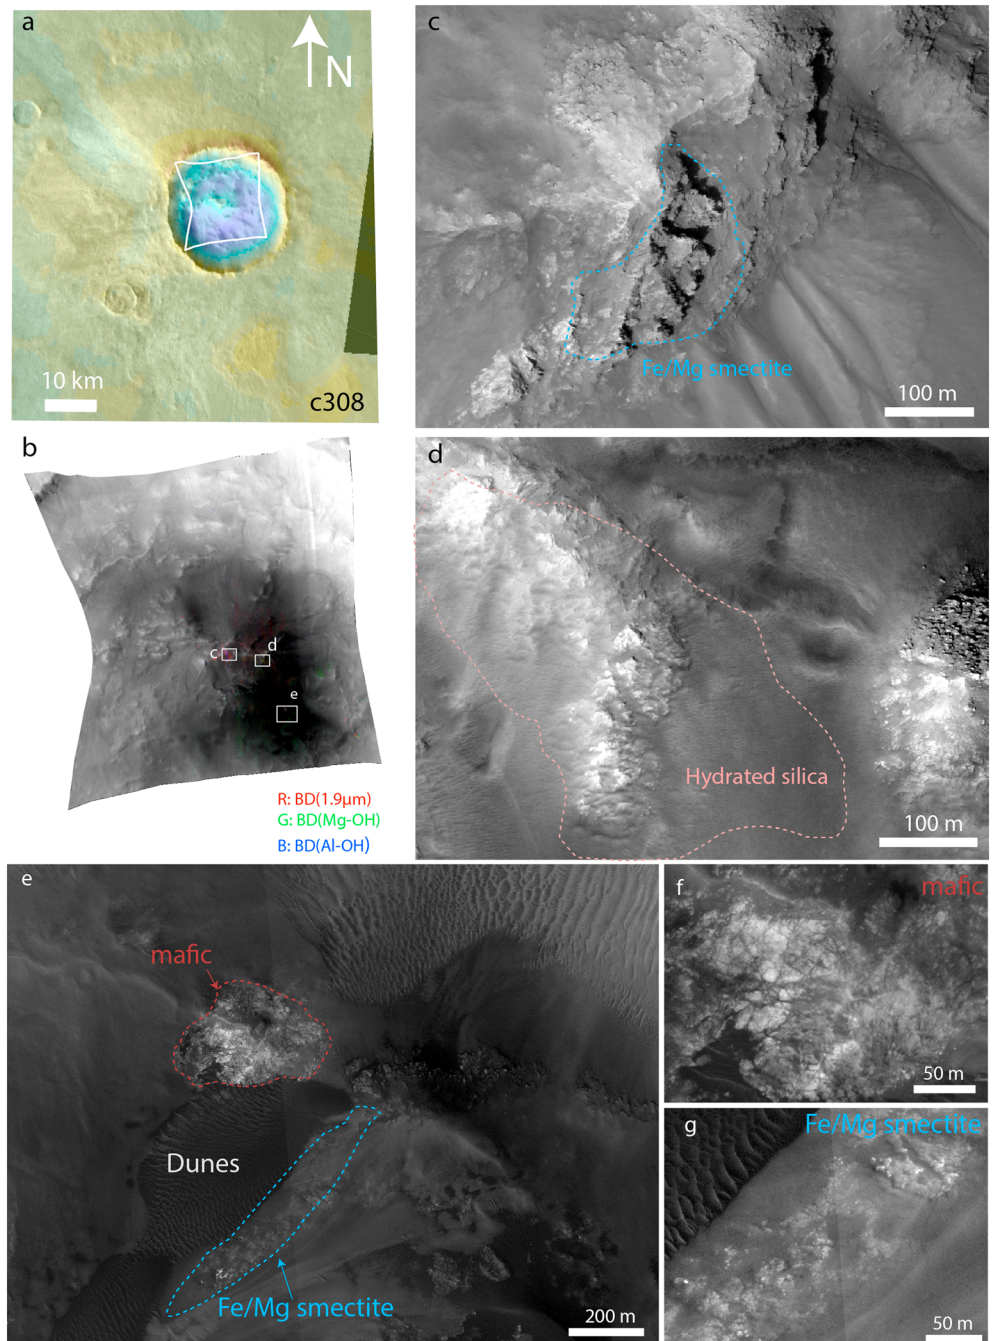 a
N
10 km
c308
b
c
d
e
R: BD(1.9µm)
G: BD(Mg-OH)
B: BD(Al-OH)
c
Fe/Mg smectite
100 m
d
Hydrated silica
100 m
e
mafic
Dunes
Fe/Mg smectite
200 m
f
mafic
50 m
g
Fe/Mg smectite
50 m